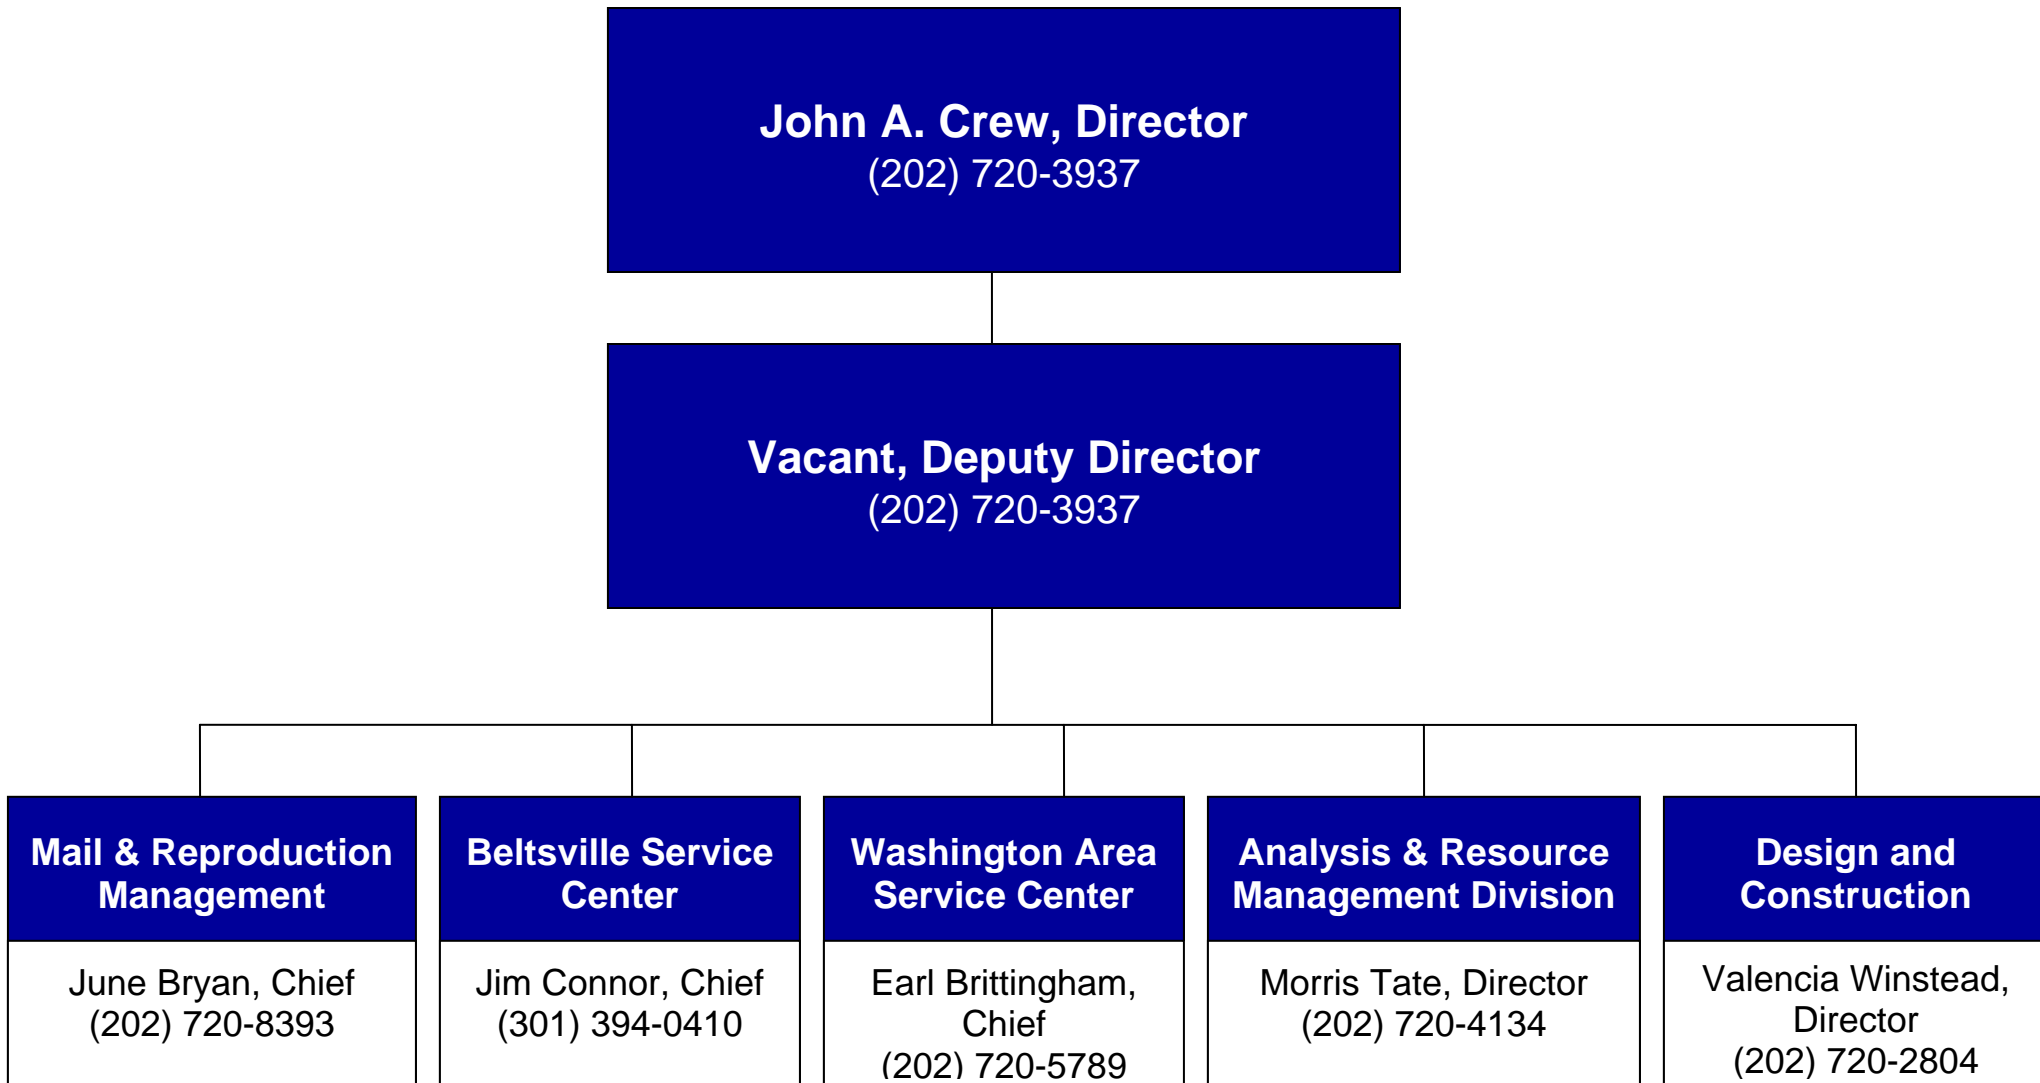 John A. Crew, Director
(202) 720-3937
Vacant, Deputy Director
(202) 720-3937
Mail & Reproduction
Management
June Bryan, Chief
(202) 720-8393
Beltsville Service
Center
Jim Connor, Chief
(301) 394-0410
Washington Area
Service Center
Earl Brittingham,
Chief
(202) 720-5789
Analysis & Resource
Management Division
Morris Tate, Director
(202) 720-4134
Design and
Construction
Valencia Winstead,
Director
(202) 720-2804